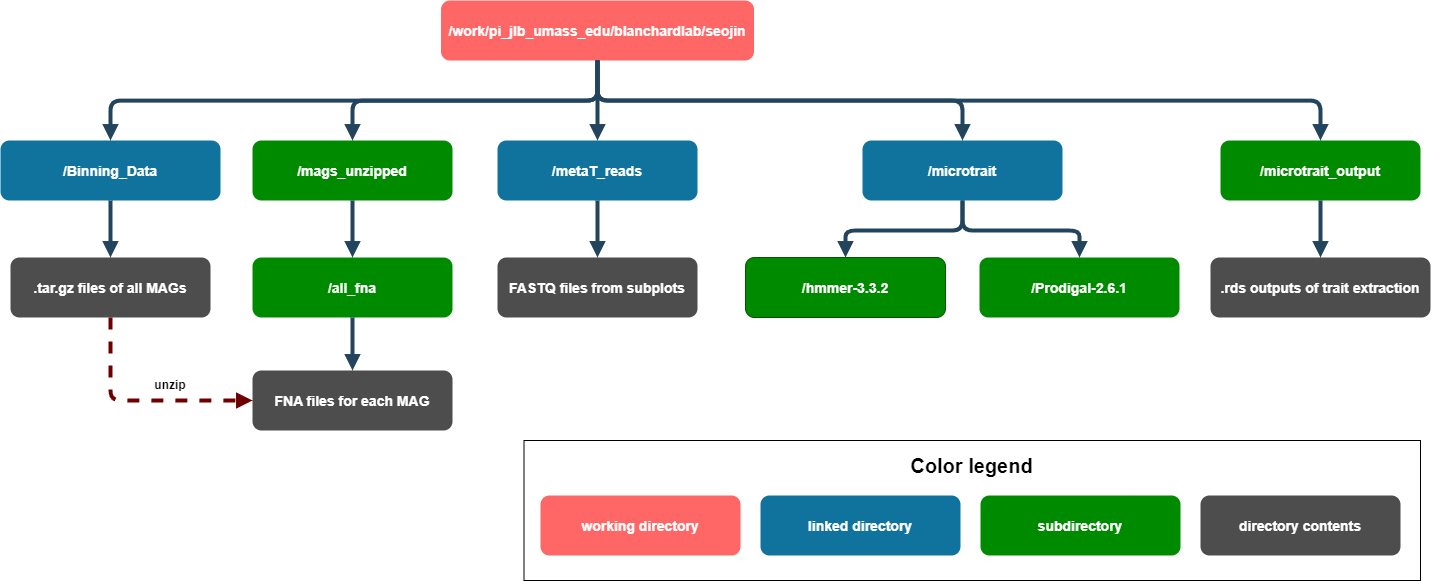 /work/pi_jlb_umass_edu/blanchardlab/seojin
/Binning_Data
/mags_unzipped
/metaT_reads
/microtrait
/microtrait_output
.tar.gz files of all MAGs
/all_fna
FASTQ files from subplots
/hmmer-3.3.2
/Prodigal-2.6.1
.rds outputs of trait extraction
unzip
FNA files for each MAG
Color legend
working directory
linked directory
subdirectory
directory contents